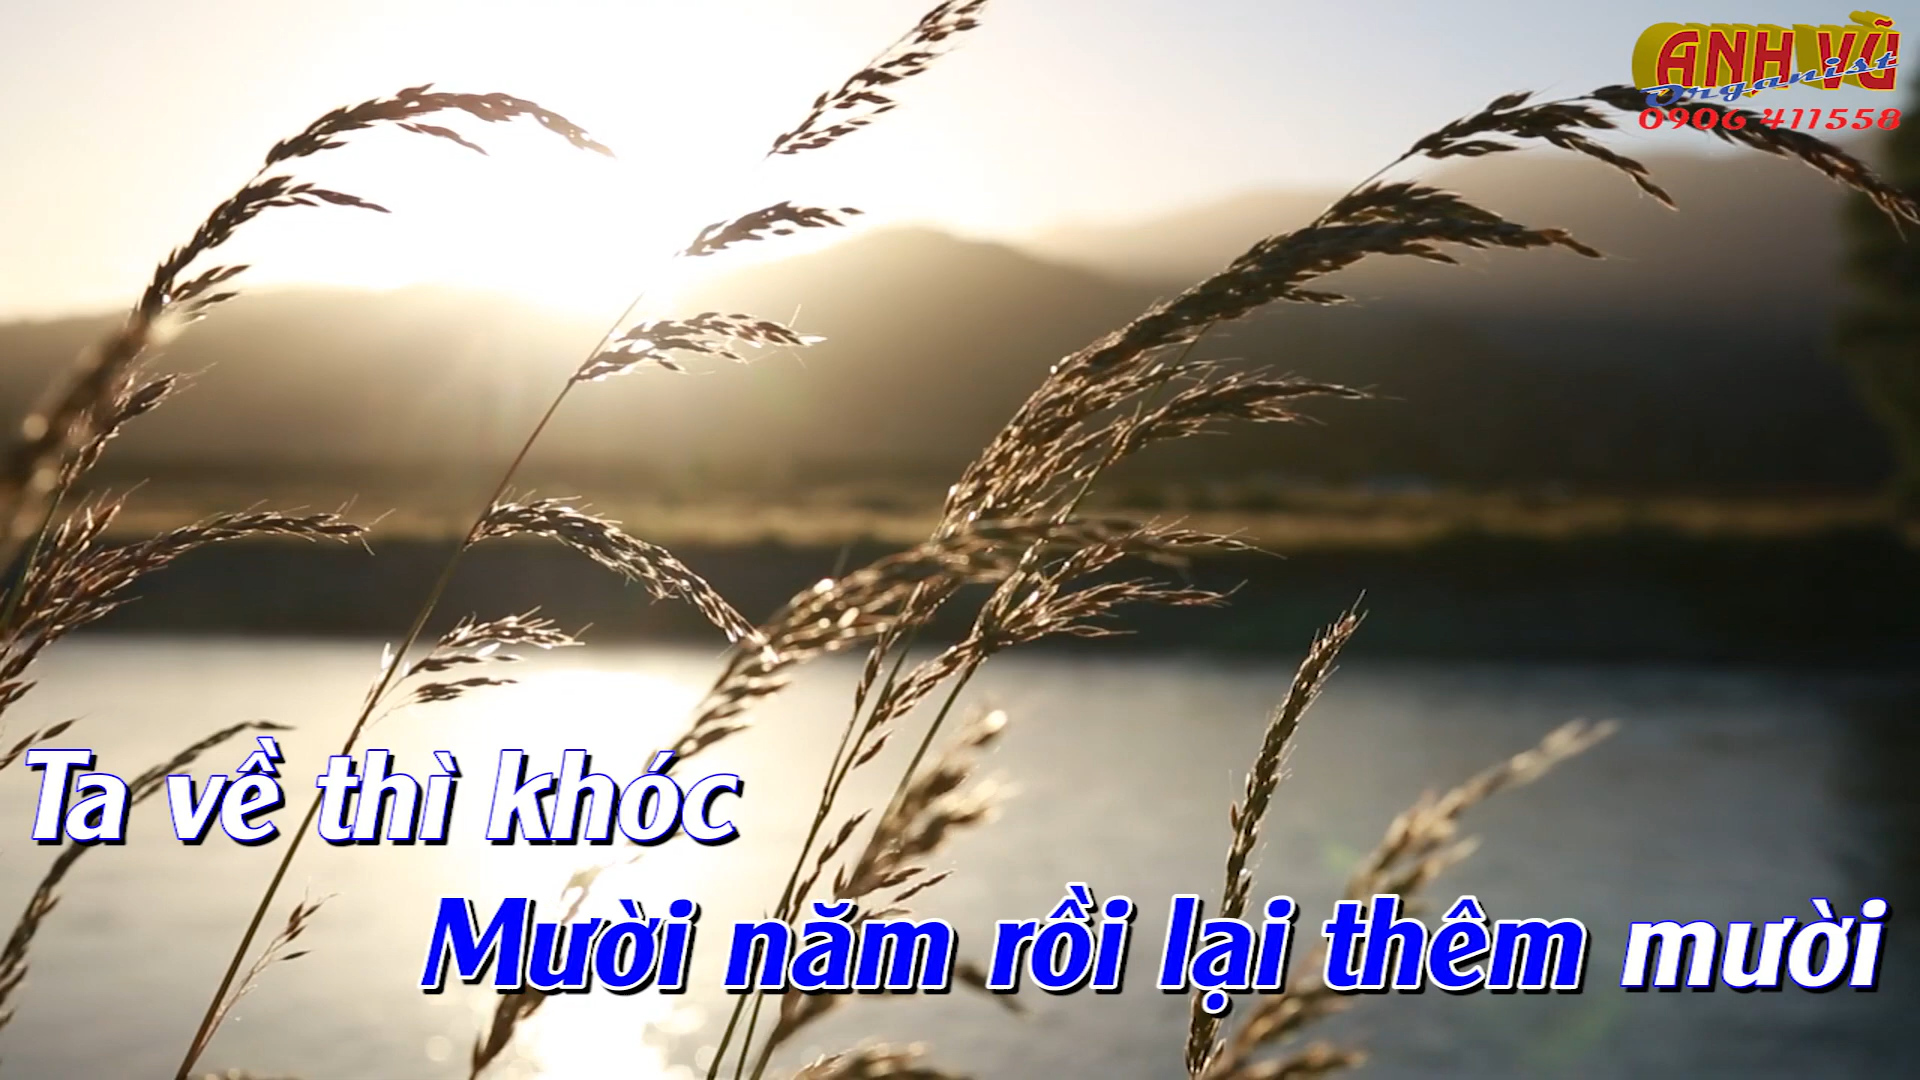 ANH VŨ
Organist
0906 411558
Ta về thì khóc
Mười năm rồi lại thêm mười